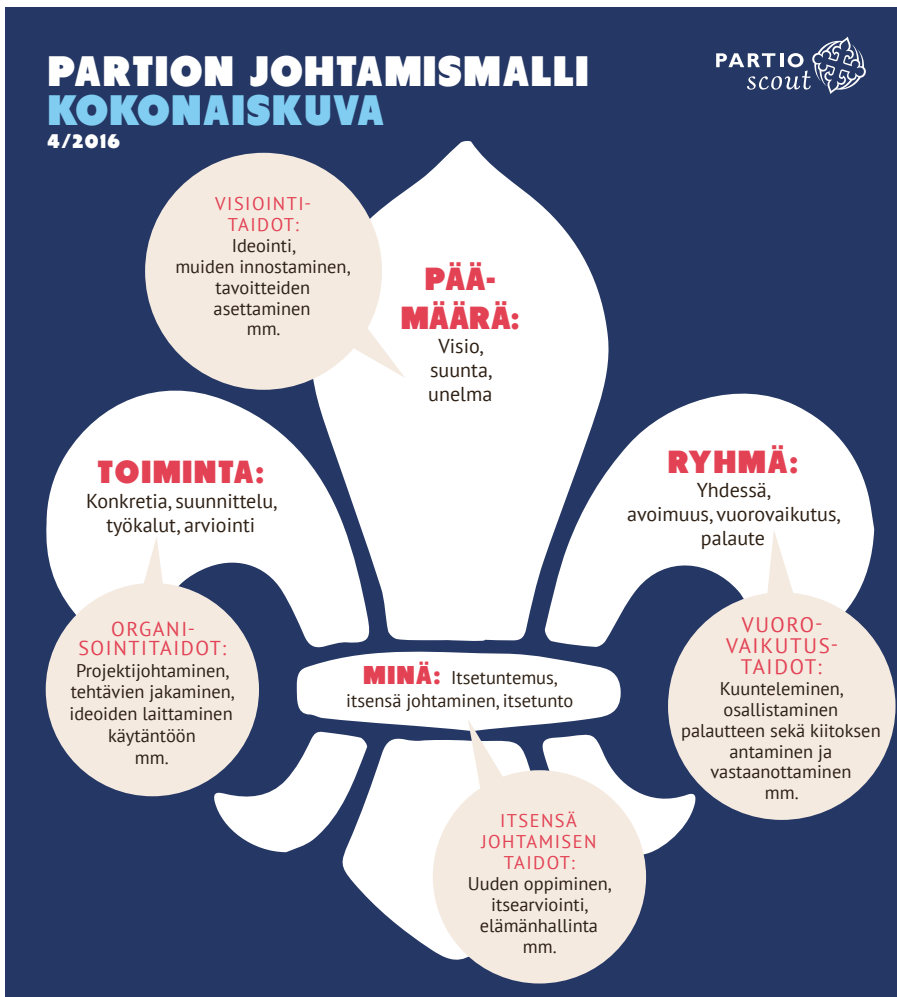 PARTION JOHTAMISMALLI
KOKONAISKUVA
4/2016
PARTIO
scout
VISIOINTI-
TAIDOT:
Ideointi,
muiden innostaminen,
tavoitteiden
asettaminen
mm.
PÄÄ-
MÄÄRÄ:
Visio,
suunta,
unelma
TOIMINTA:
Konkretia, suunnittelu,
työkalut, arviointi
RYHMÄ:
Yhdessä,
avoimuus, vuorovaikutus,
palaute
ORGANI-
SOINTITAIDOT:
Projektijohtaminen,
tehtävien jakaminen,
ideoiden laittaminen
käytäntöön
mm.
MINÄ: Itsetuntemus,
itsensä johtaminen, itsetunto
VUORO-
VAIKUTUS-
TAIDOT:
Kuunteleminen,
osallistaminen
palautteen sekä kiitoksen
antaminen ja
vastaanottaminen
mm.
ITSENSÄ
JOHTAMISEN
TAIDOT:
Uuden oppiminen,
itsearviointi,
elämänhallinta
mm.